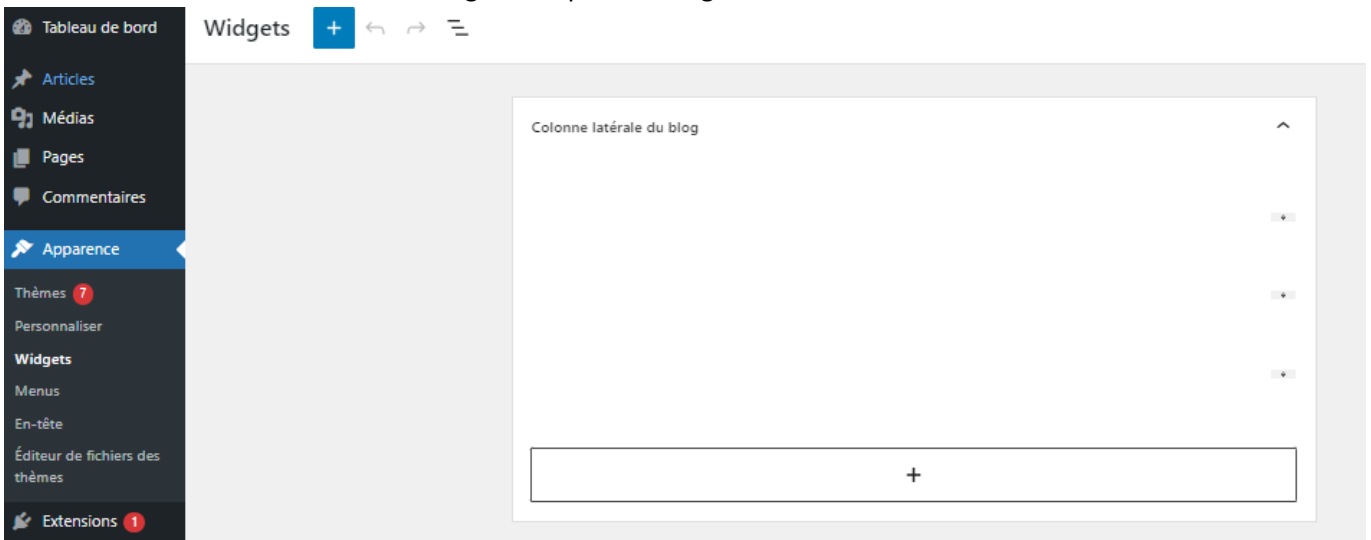 Tableau de bord
Widgets +
Articles
Médias
Colonne latérale du blog
Pages
Commentaires
Apparence
Thèmes 7
Personnaliser
Widgets
Menus
En-tête
Éditeur de fichiers des
thèmes
+
Extensions 1